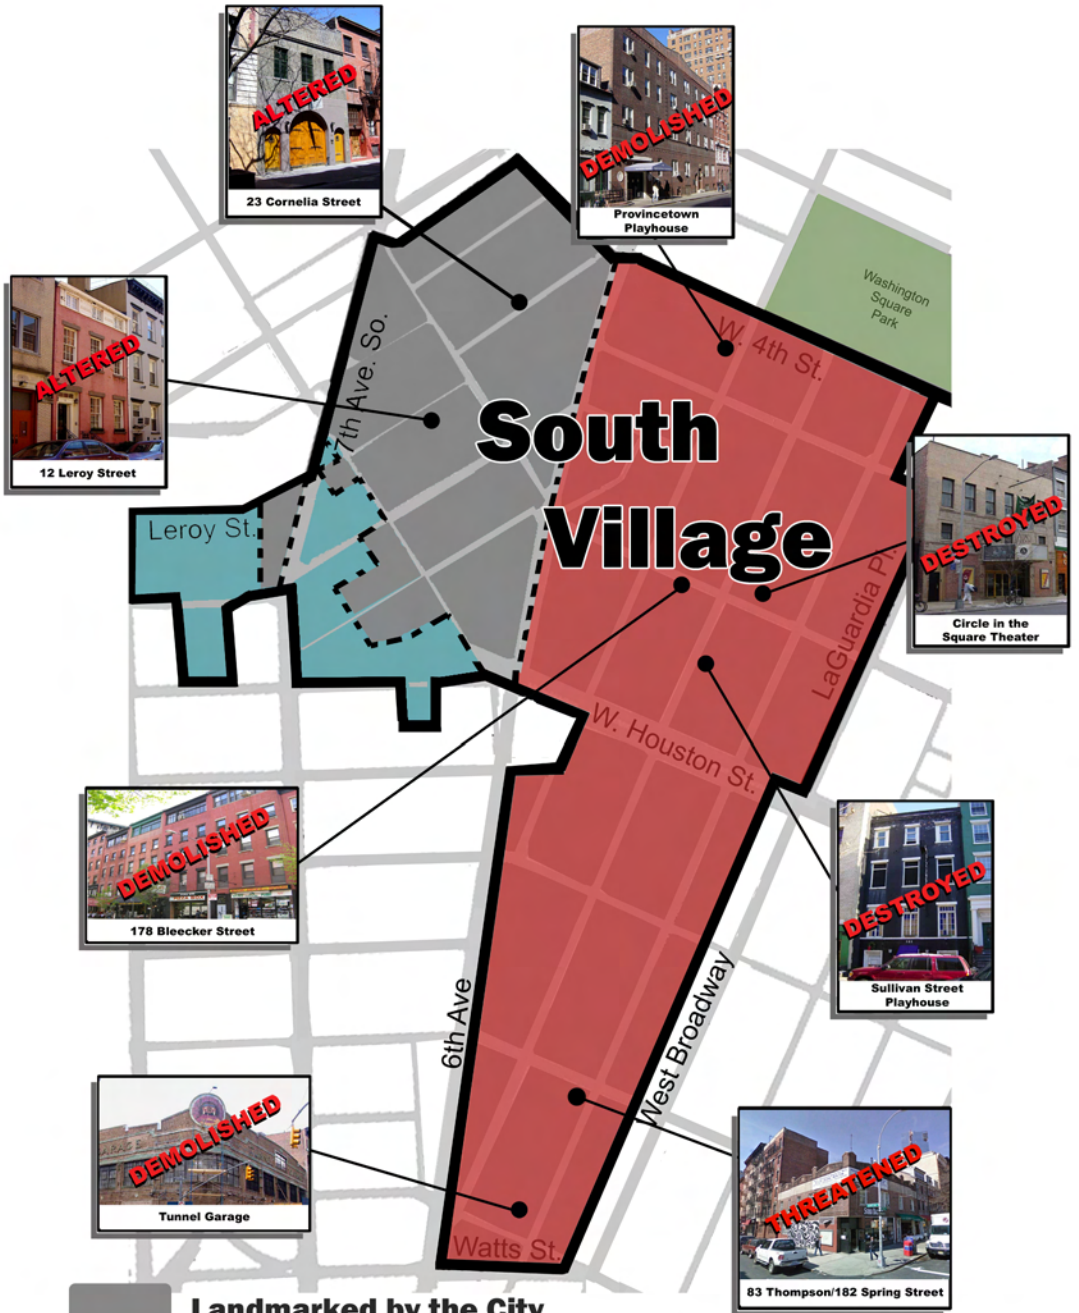 ALTERED
23 Cornelia Street
DEMOLISHED
Provincetown
Playhouse
Washington
Square
Park
W. 4th St.
7th Ave. So.
ALTERED
12 Leroy Street
South
Village
Leroy St.
DESTROYED
Circle in the
Square Theater
LaGuardia Pl.
W. Houston St.
DEMOLISHED
178 Bleecker Street
DESTROYED
Sullivan Street
Playhouse
6th Ave
West Broadway
DEMOLISHED
Tunnel Garage
THREATENED
83 Thompson/182 Spring Street
Watts St.
Landmarked by the City